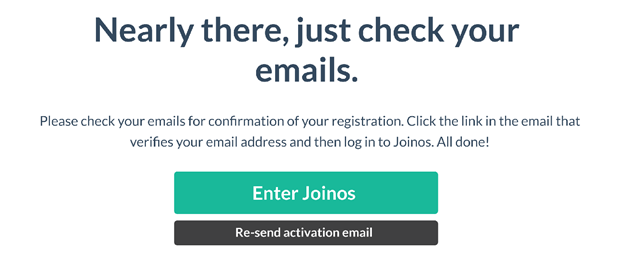 Nearly there, just check your
emails.
Please check your emails for confirmation of your registration. Click the link in the email that
verifies your email address and then log in to Joinos. All done!
Enter Joinos
Re-send activation email